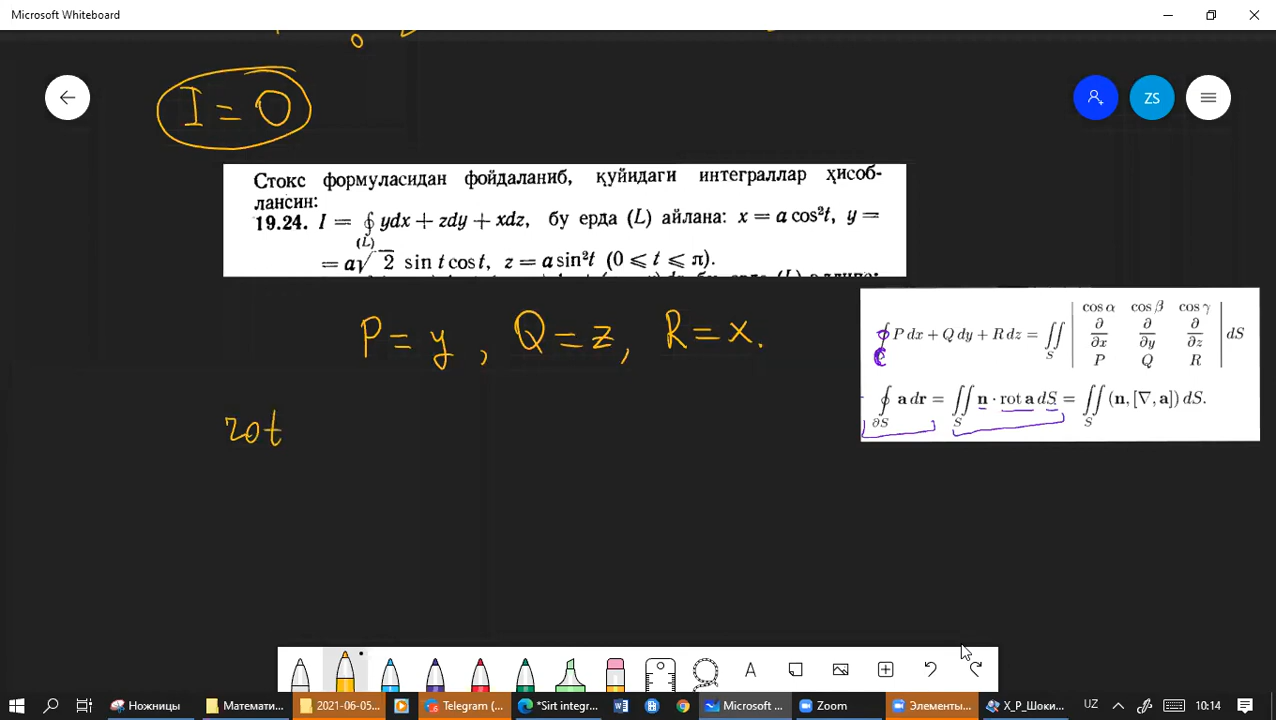 Microsoft Whiteboard
I = 0
ZS
Стокс формуласидан фойдаланиб, қуйидаги интеграллар ҳисоб-
лансин:
19.24. I = ∮ ydx + zdy + xdz, бу ерда (L) айлана: x = a cos²t, y =
(L)
= a√2 sin t cos t, z = a sin²t (0 ⩽ t ⩽ π).
P = y, Q = z, R = x.
cos α cos β cos γ
∮ P dx + Q dy + R dz = ∬ ∂/∂x ∂/∂y ∂/∂z dS
S P Q R
∮ a dr = ∬ n · rot a dS = ∬ (n, [∇, a]) dS.
∂S S S
rot
A
Ножницы
Математи...
2021-06-05...
Telegram (...
*Sirt integr...
Microsoft ...
Zoom
Элементы...
X_P_Шоки...
UZ
10:14